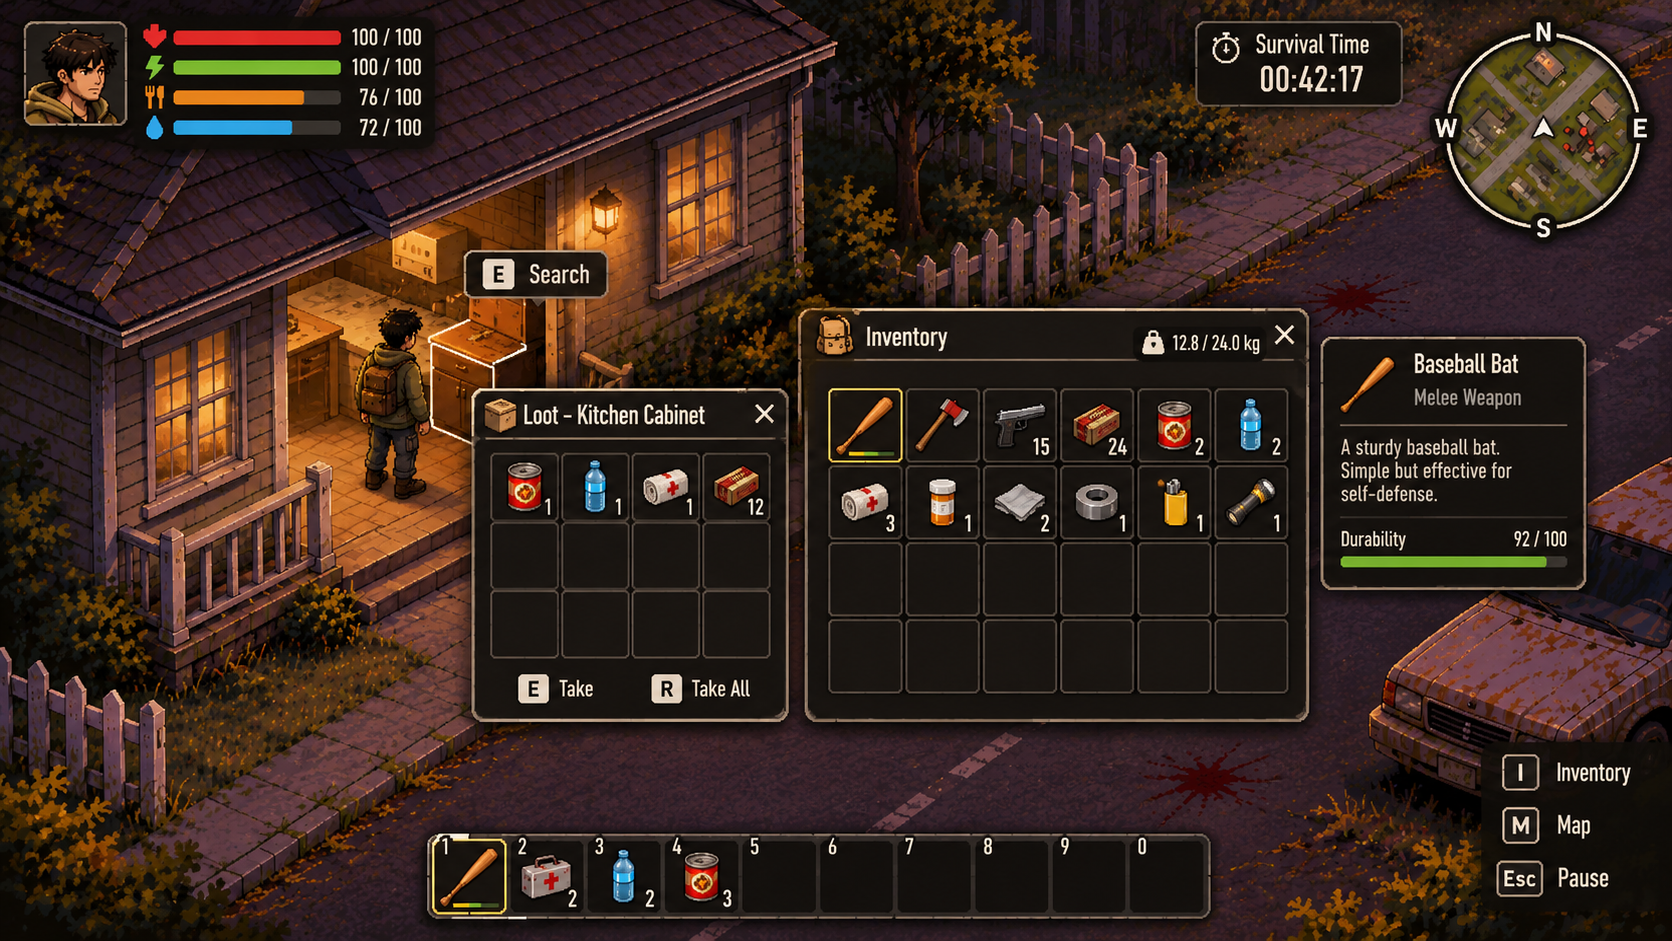 100 / 100
100 / 100
76 / 100
72 / 100
Survival Time
00:42:17
N
W
E
S
E Search
Inventory
12.8 / 24.0 kg
15
24
2
2
3
1
2
1
1
1
Baseball Bat
Melee Weapon
A sturdy baseball bat.
Simple but effective for
self-defense.
Durability 92 / 100
Loot - Kitchen Cabinet
1
1
1
12
E Take
R Take All
I Inventory
M Map
Esc Pause
1
2
3
4
5
6
7
8
9
0
2
2
3